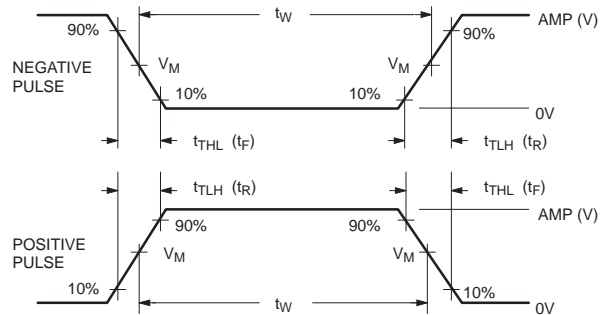 tW
90%
90%
AMP (V)
NEGATIVE
PULSE
VM
VM
10%
10%
0V
tTHL (tF)
tTLH (tR)
tTLH (tR)
tTHL (tF)
AMP (V)
90%
90%
POSITIVE
PULSE
VM
VM
10%
10%
tW
0V